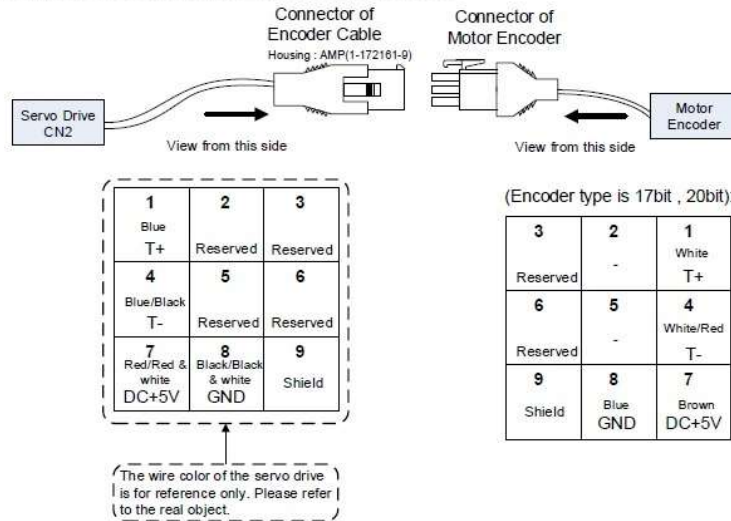 Connector of
Encoder Cable
Housing : AMP(1-172161-9)
Connector of
Motor Encoder
Servo Drive
CN2
Motor
Encoder
View from this side
View from this side
(Encoder type is 17bit , 20bit):
1 2 3
Blue
T+ Reserved Reserved
4 5 6
Blue/Black
T- Reserved Reserved
7 8 9
Red/Red & Black/Black
white & white Shield
DC+5V GND
3 2 1
White
Reserved - T+
6 5 4
White/Red
Reserved - T-
9 8 7
Shield Blue Brown
GND DC+5V
The wire color of the servo drive
is for reference only. Please refer
to the real object.